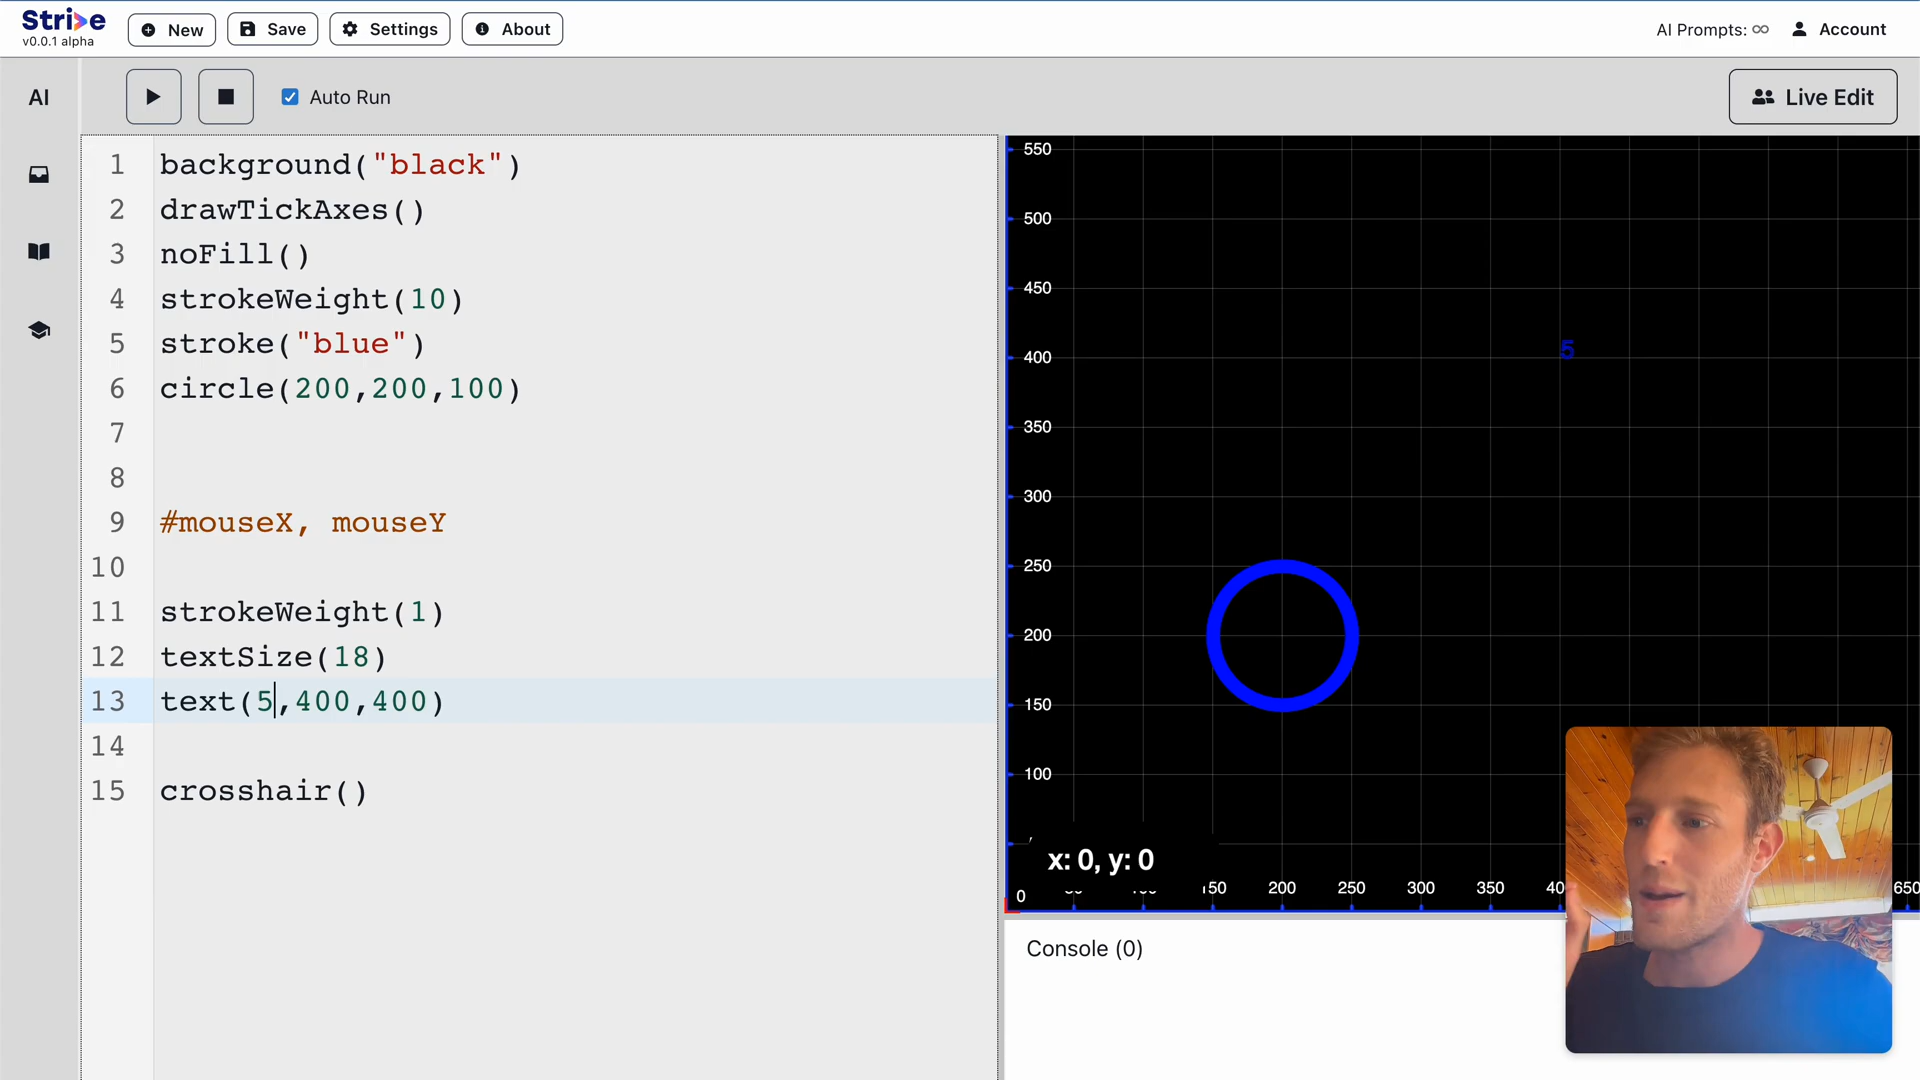 Strive
v0.0.1 alpha
New
Save
Settings
About
AI Prompts: ∞
Account
AI
Auto Run
Live Edit
1 background("black")
2 drawTickAxes()
3 noFill()
4 strokeWeight(10)
5 stroke("blue")
6 circle(200,200,100)
7
8
9 #mouseX, mouseY
10
11 strokeWeight(1)
12 textSize(18)
13 text(5,400,400)
14
15 crosshair()
550
500
450
400
350
300
250
200
150
100
5
x: 0, y: 0
0 150 200 250 300 350 40 650
Console (0)